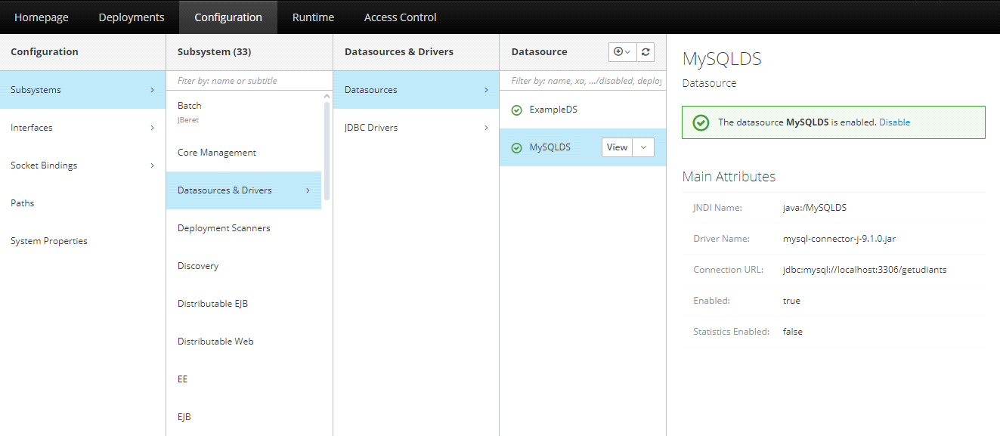 Homepage Deployments Configuration Runtime Access Control
Configuration
Subsystems
Interfaces
Socket Bindings
Paths
System Properties
Subsystem (33)
Fiter by: name or subtitle
Batch
JBeret
Core Management
Datasources & Drivers
Deployment Scanners
Discovery
Distributable EJB
Distributable Web
EE
EJB
Datasources & Drivers
Datasources
JDBC Drivers
Datasource
Fiter by: name, xa, .../disabled, deploy
ExampleDS
MySQLDS View
MySQLDS
Datasource
The datasource MySQLDS is enabled. Disable
Main Attributes
JNDI Name: java:/MySQLDS
Driver Name: mysql-connector-j-9.1.0.jar
Connection URL: jdbc:mysql://localhost:3306/getudiants
Enabled: true
Statistics Enabled: false